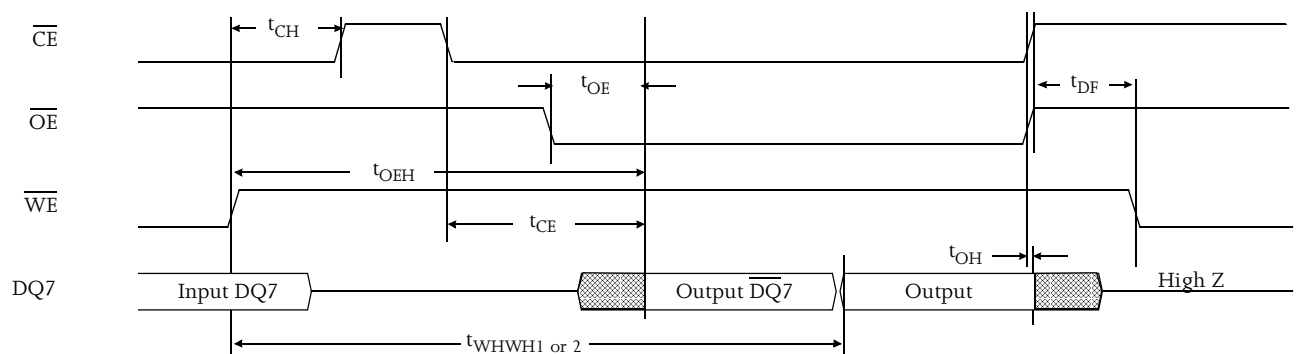 CE
t_CH
OE
t_OE
t_DF
WE
t_OEH
t_CE
t_OH
DQ7
Input DQ7
Output DQ7
Output
High Z
t_WHWH1 or 2